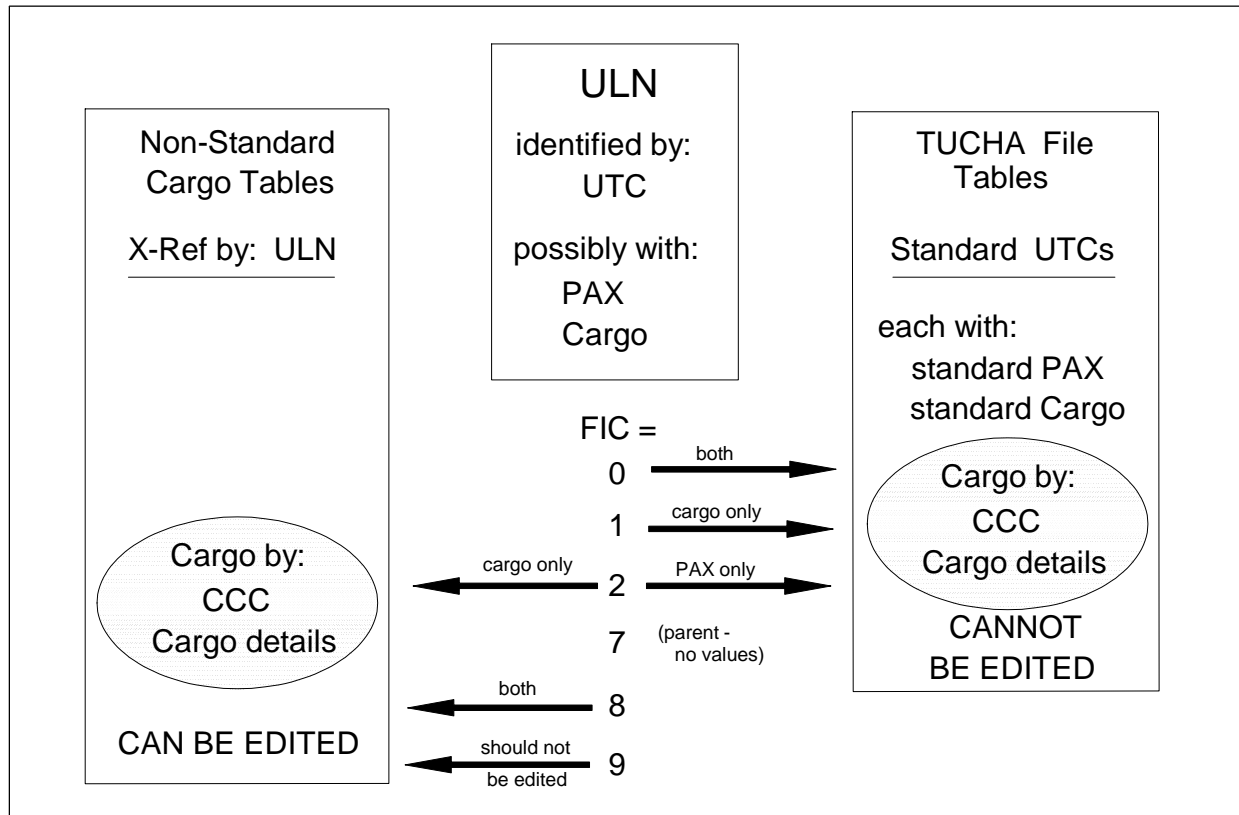 Non-Standard
Cargo Tables
X-Ref by: ULN
Cargo by:
CCC
Cargo details
CAN BE EDITED
ULN
identified by:
UTC
possibly with:
PAX
Cargo
FIC =
0
both
1
cargo only
cargo only
2
PAX only
7
(parent -
no values)
both
8
should not
be edited
9
TUCHA File
Tables
Standard UTCs
each with:
standard PAX
standard Cargo
Cargo by:
CCC
Cargo details
CANNOT
BE EDITED